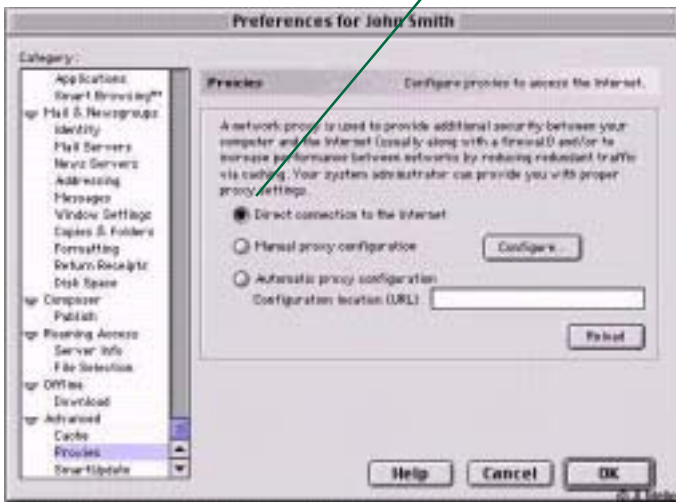 Preferences for John Smith
Category:
Applications
Smart Browsing™
Mail & Newsgroups
Identity
Mail Servers
News Servers
Addressing
Messages
Window Settings
Copies & Folders
Formatting
Return Receipts
Disk Space
Composer
Publish
Roaming Access
Server Info
File Selection
Offline
Download
Advanced
Cache
Proxies
SmartUpdate
Proxies
Configure proxies to access the Internet.
A network proxy is used to provide additional security between your
computer and the Internet (usually along with a firewall) and/or to
increase performance between networks by reducing redundant traffic
via caching. Your system administrator can provide you with proper
proxy settings.
Direct connection to the Internet
Manual proxy configuration
Configure...
Automatic proxy configuration
Configuration location (URL)
Reload
Help
Cancel
OK